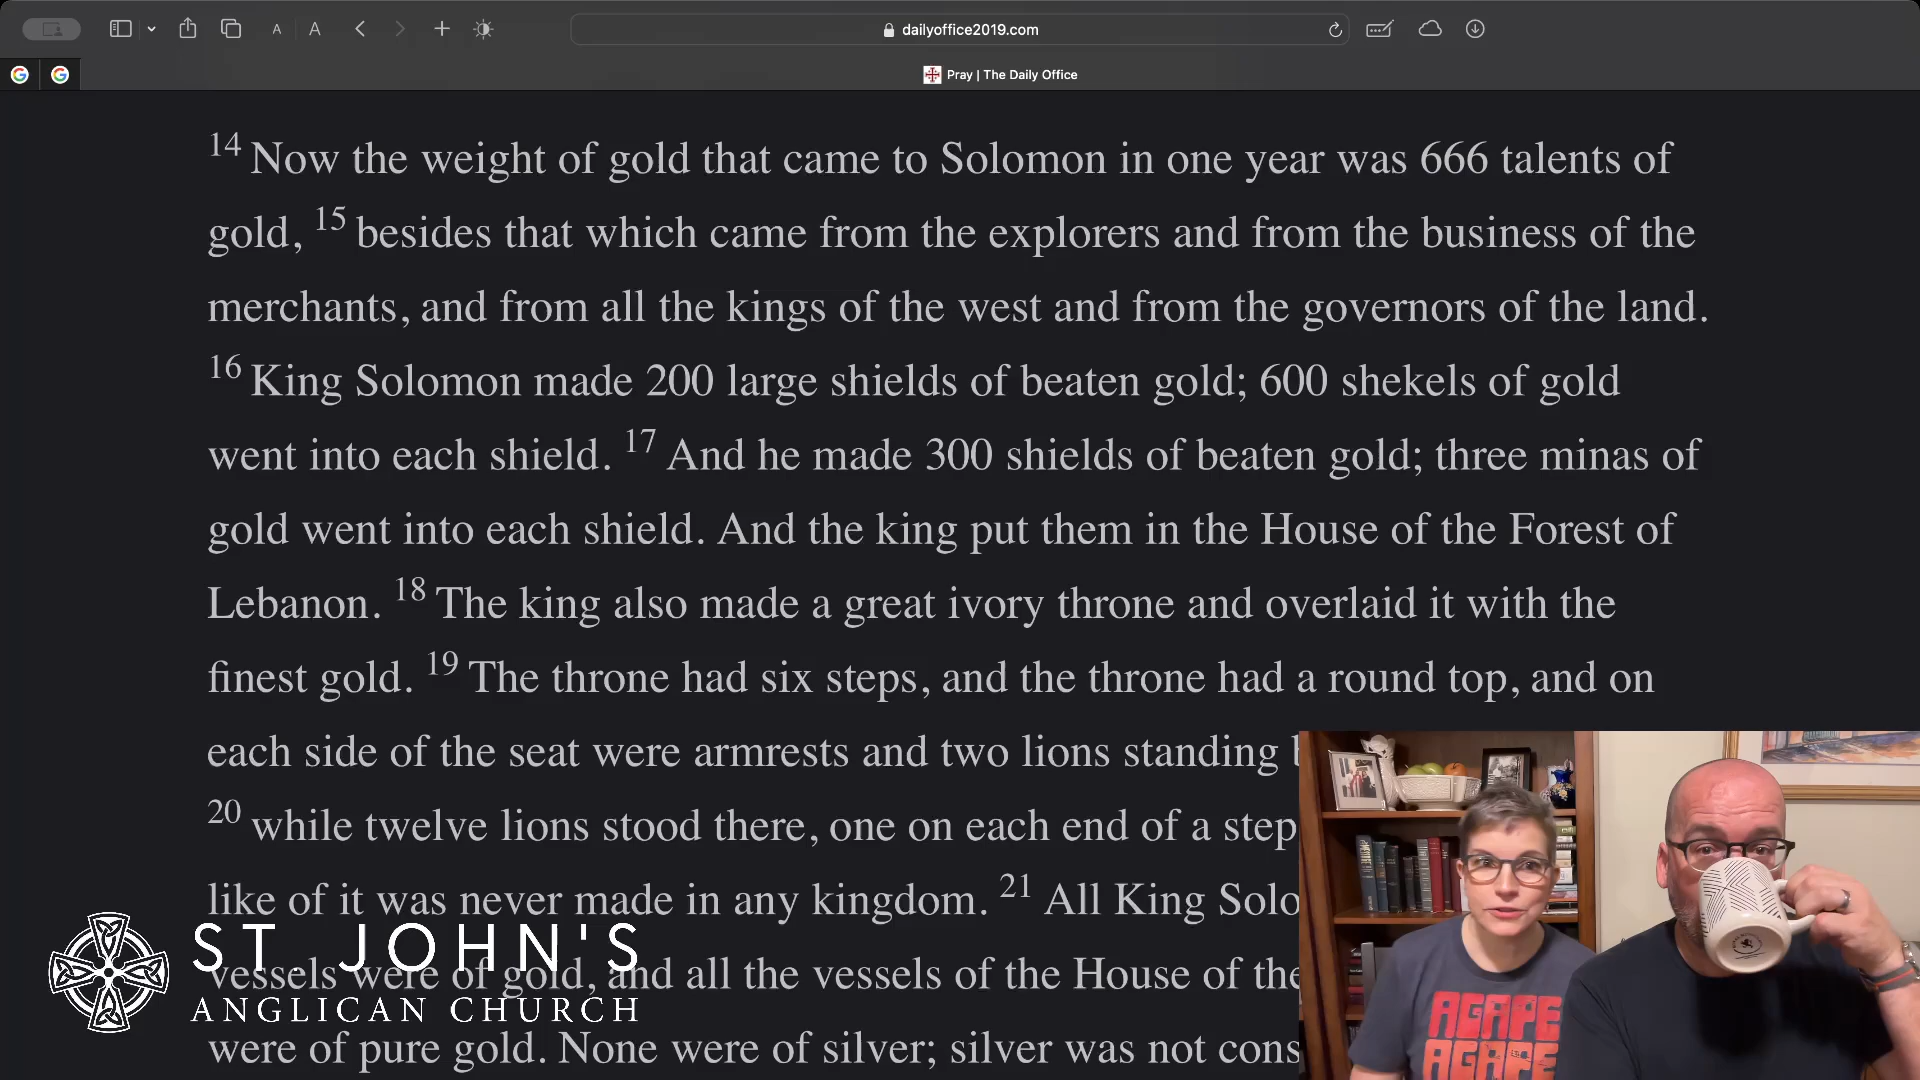 A A
dailyoffice2019.com
Pray | The Daily Office
14 Now the weight of gold that came to Solomon in one year was 666 talents of
gold, 15 besides that which came from the explorers and from the business of the
merchants, and from all the kings of the west and from the governors of the land.
16 King Solomon made 200 large shields of beaten gold; 600 shekels of gold
went into each shield. 17 And he made 300 shields of beaten gold; three minas of
gold went into each shield. And the king put them in the House of the Forest of
Lebanon. 18 The king also made a great ivory throne and overlaid it with the
finest gold. 19 The throne had six steps, and the throne had a round top, and on
each side of the seat were armrests and two lions standing
20 while twelve lions stood there, one on each end of a step
like of it was never made in any kingdom. 21 All King Solo
vessels were of gold, and all the vessels of the House of the
were of pure gold. None were of silver; silver was not cons
ST. JOHN'S
ANGLICAN CHURCH
AGAPE
AGAPE